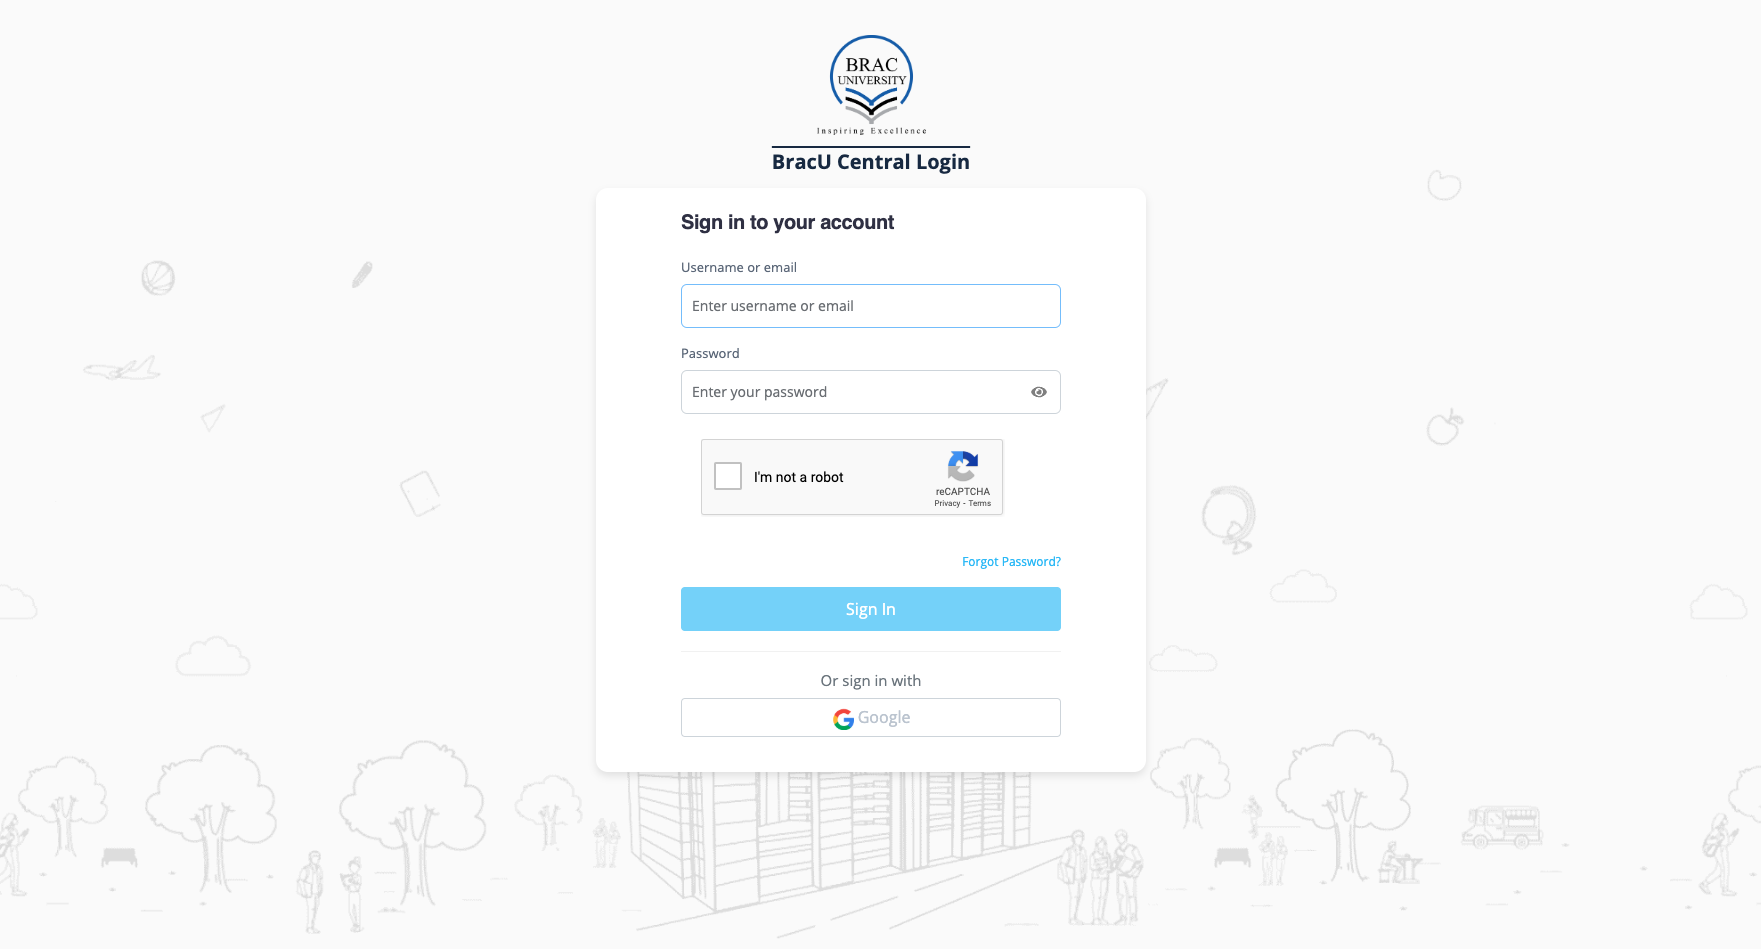 BRAC
UNIVERSITY
Inspiring Excellence
BracU Central Login
Sign in to your account
Username or email
Enter username or email
Password
Enter your password
I'm not a robot
reCAPTCHA
Privacy - Terms
Forgot Password?
Sign In
Or sign in with
Google